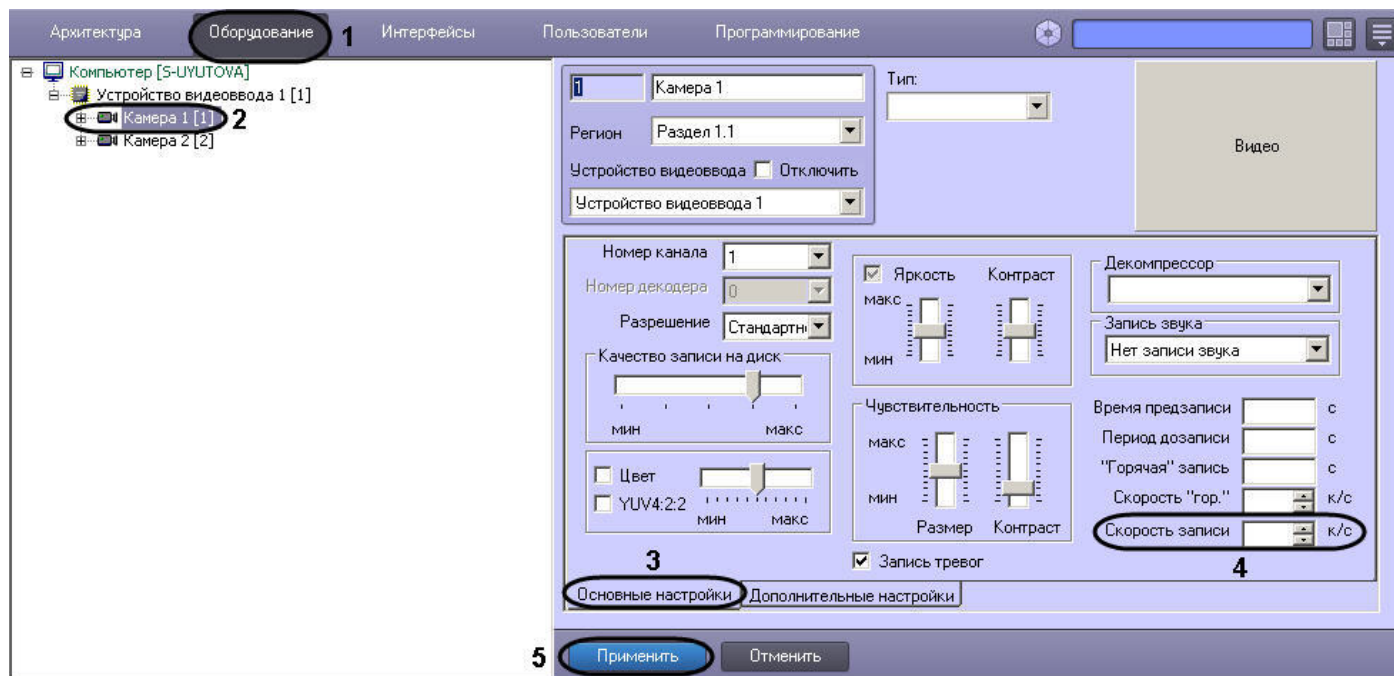 Архитектура Оборудование 1 Интерфейсы Пользователи Программирование
Компьютер [S-UYUTOVA]
Устройство видеоввода 1 [1]
Камера 1 [1] 2
Камера 2 [2]
1 Камера 1
Регион Раздел 1.1
Устройство видеоввода Отключить
Устройство видеоввода 1
Тип:
Видео
Номер канала 1
Номер декодера 0
Разрешение Стандартн
Качество записи на диск
мин макс
Цвет
YUV4:2:2
мин макс
3
Яркость Контраст
макс
мин
Чувствительность
макс
мин
Размер Контраст
Запись тревог
Декомпрессор
Запись звука
Нет записи звука
Время предзаписи с
Период дозаписи с
"Горячая" запись с
Скорость "гор." к/с
Скорость записи к/с
4
Основные настройки Дополнительные настройки
5 Применить Отменить